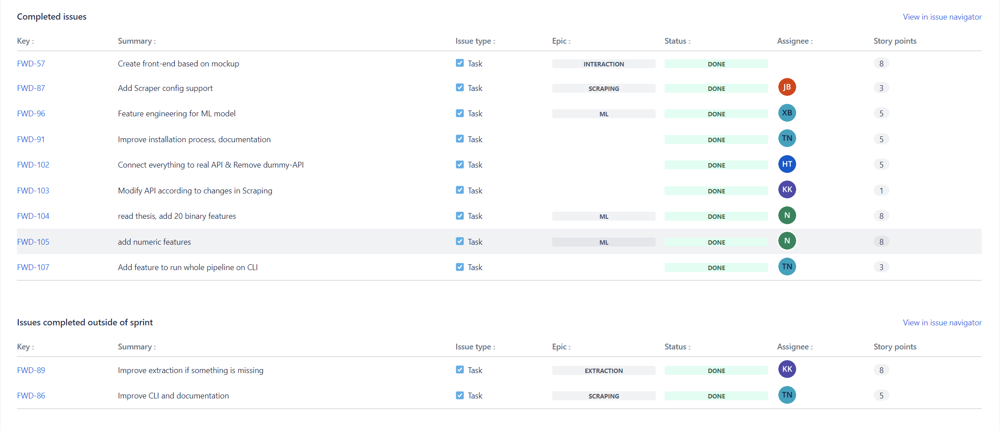 Completed issues View in issue navigator
Key Summary Issue type Epic Status Assignee Story points
FWD-57 Create front-end based on mockup Task INTERACTION DONE 8
FWD-87 Add Scraper config support Task SCRAPING DONE JB 3
FWD-96 Feature engineering for ML model Task ML DONE XB 5
FWD-91 Improve installation process, documentation Task DONE TN 5
FWD-102 Connect everything to real API & Remove dummy-API Task DONE HT 5
FWD-103 Modify API according to changes in Scraping Task DONE KK 1
FWD-104 read thesis, add 20 binary features Task ML DONE N 8
FWD-105 add numeric features Task ML DONE N 8
FWD-107 Add feature to run whole pipeline on CLI Task DONE TN 3
Issues completed outside of sprint View in issue navigator
Key Summary Issue type Epic Status Assignee Story points
FWD-89 Improve extraction if something is missing Task EXTRACTION DONE KK 8
FWD-86 Improve CLI and documentation Task SCRAPING DONE TN 5